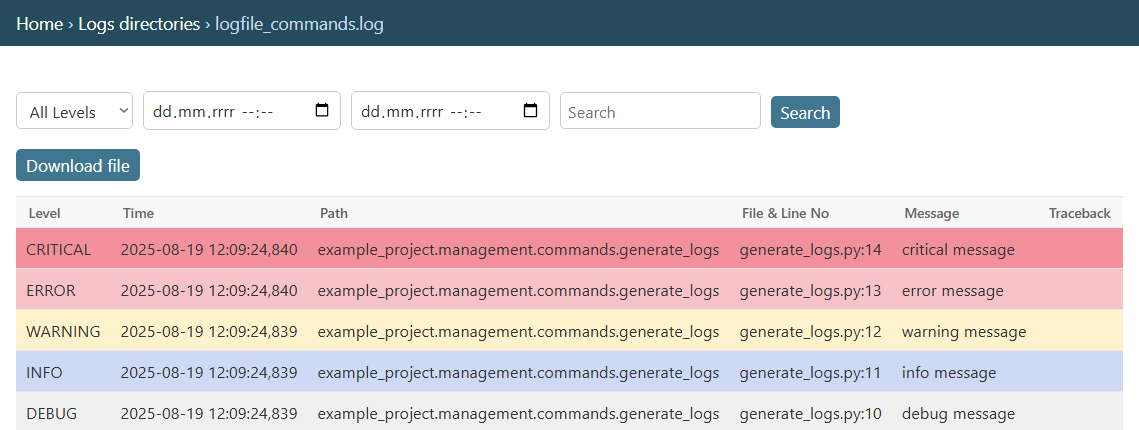 Home › Logs directories › logfile_commands.log
All Levels dd.mm.rrrr --:-- dd.mm.rrrr --:-- Search Search
Download file
Level Time Path File & Line No Message Traceback
CRITICAL 2025-08-19 12:09:24,840 example_project.management.commands.generate_logs generate_logs.py:14 critical message
ERROR 2025-08-19 12:09:24,840 example_project.management.commands.generate_logs generate_logs.py:13 error message
WARNING 2025-08-19 12:09:24,839 example_project.management.commands.generate_logs generate_logs.py:12 warning message
INFO 2025-08-19 12:09:24,839 example_project.management.commands.generate_logs generate_logs.py:11 info message
DEBUG 2025-08-19 12:09:24,839 example_project.management.commands.generate_logs generate_logs.py:10 debug message